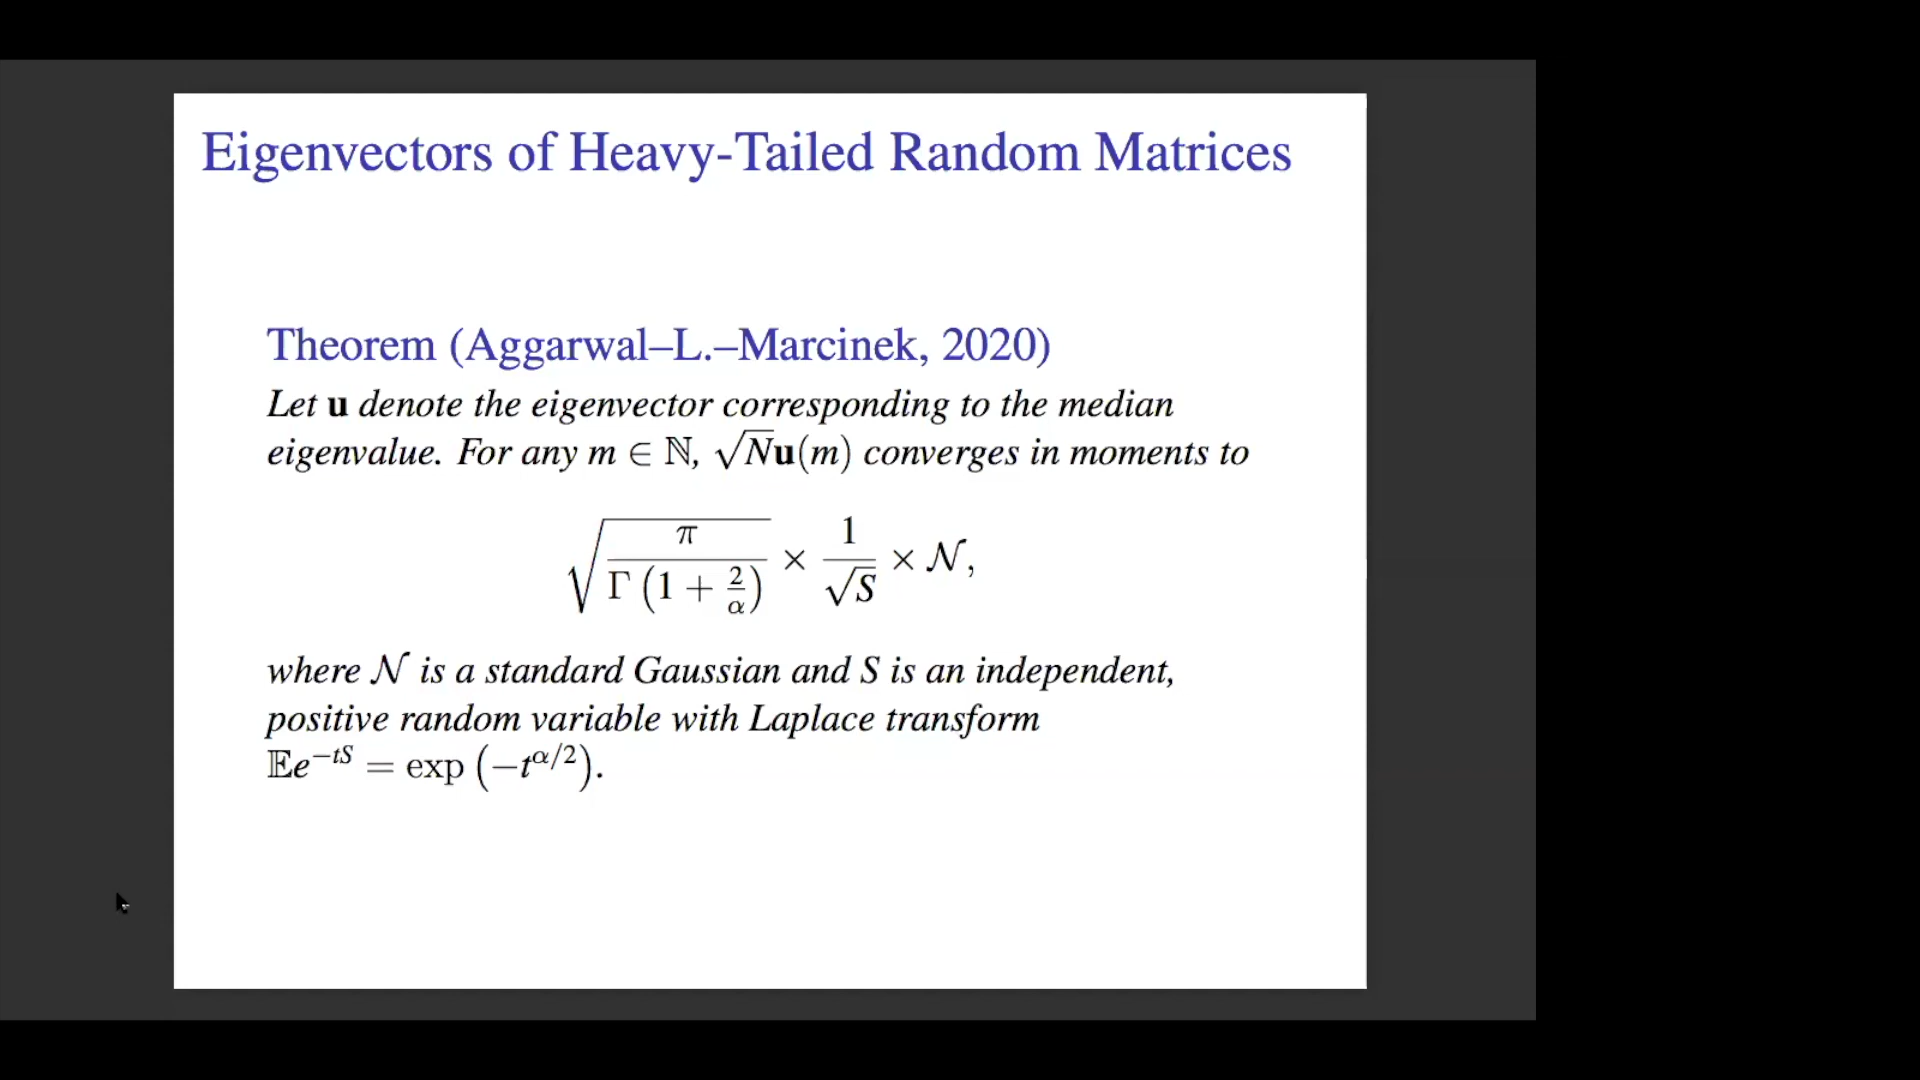 Eigenvectors of Heavy-Tailed Random Matrices
Theorem (Aggarwal–L.–Marcinek, 2020)
Let u denote the eigenvector corresponding to the median
eigenvalue. For any m ∈ ℕ, √Nu(m) converges in moments to
√(π / Γ(1 + 2/α)) × 1/√S × 𝒩,
where 𝒩 is a standard Gaussian and S is an independent,
positive random variable with Laplace transform
𝔼e^{−tS} = exp (−t^{α/2}).